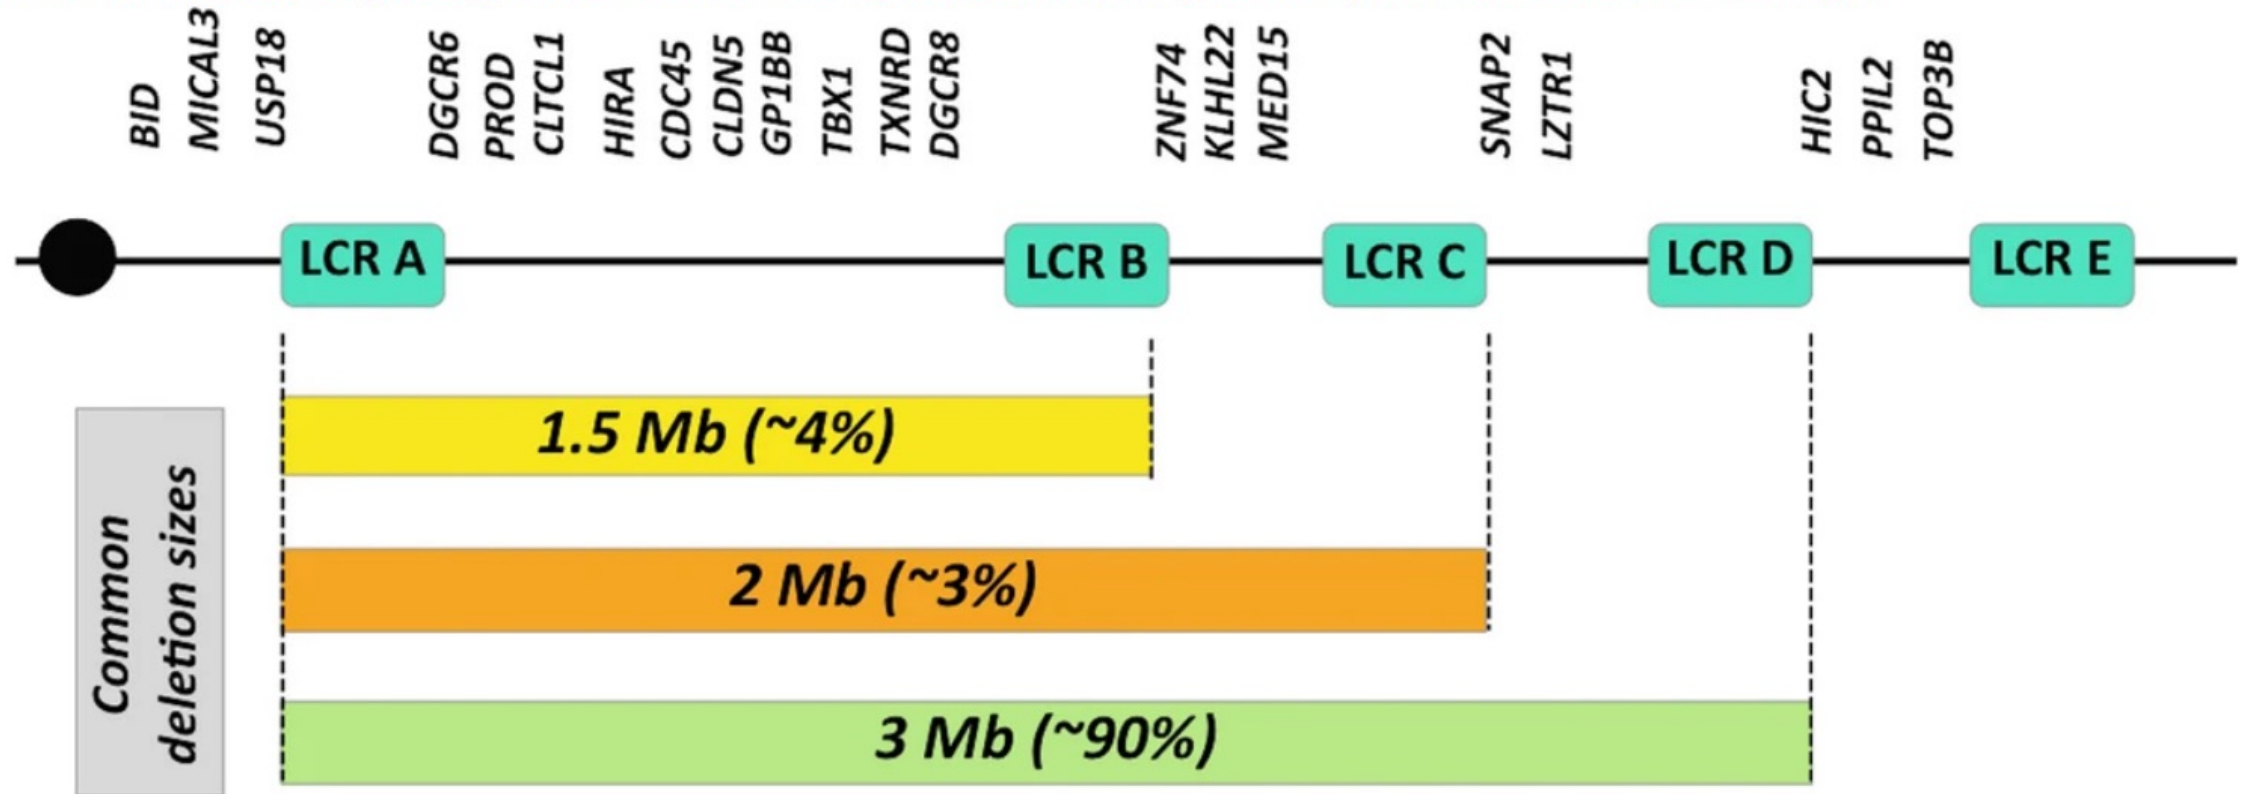 BID
MICAL3
USP18
DGCR6
PROD
CLTCL1
HIRA
CDC45
CLDN5
GP1BB
TBX1
TXNRD
DGCR8
ZNF74
KLHL22
MED15
SNAP2
LZTR1
HIC2
PPIL2
TOP3B
LCR A
LCR B
LCR C
LCR D
LCR E
Common
deletion sizes
1.5 Mb (~4%)
2 Mb (~3%)
3 Mb (~90%)